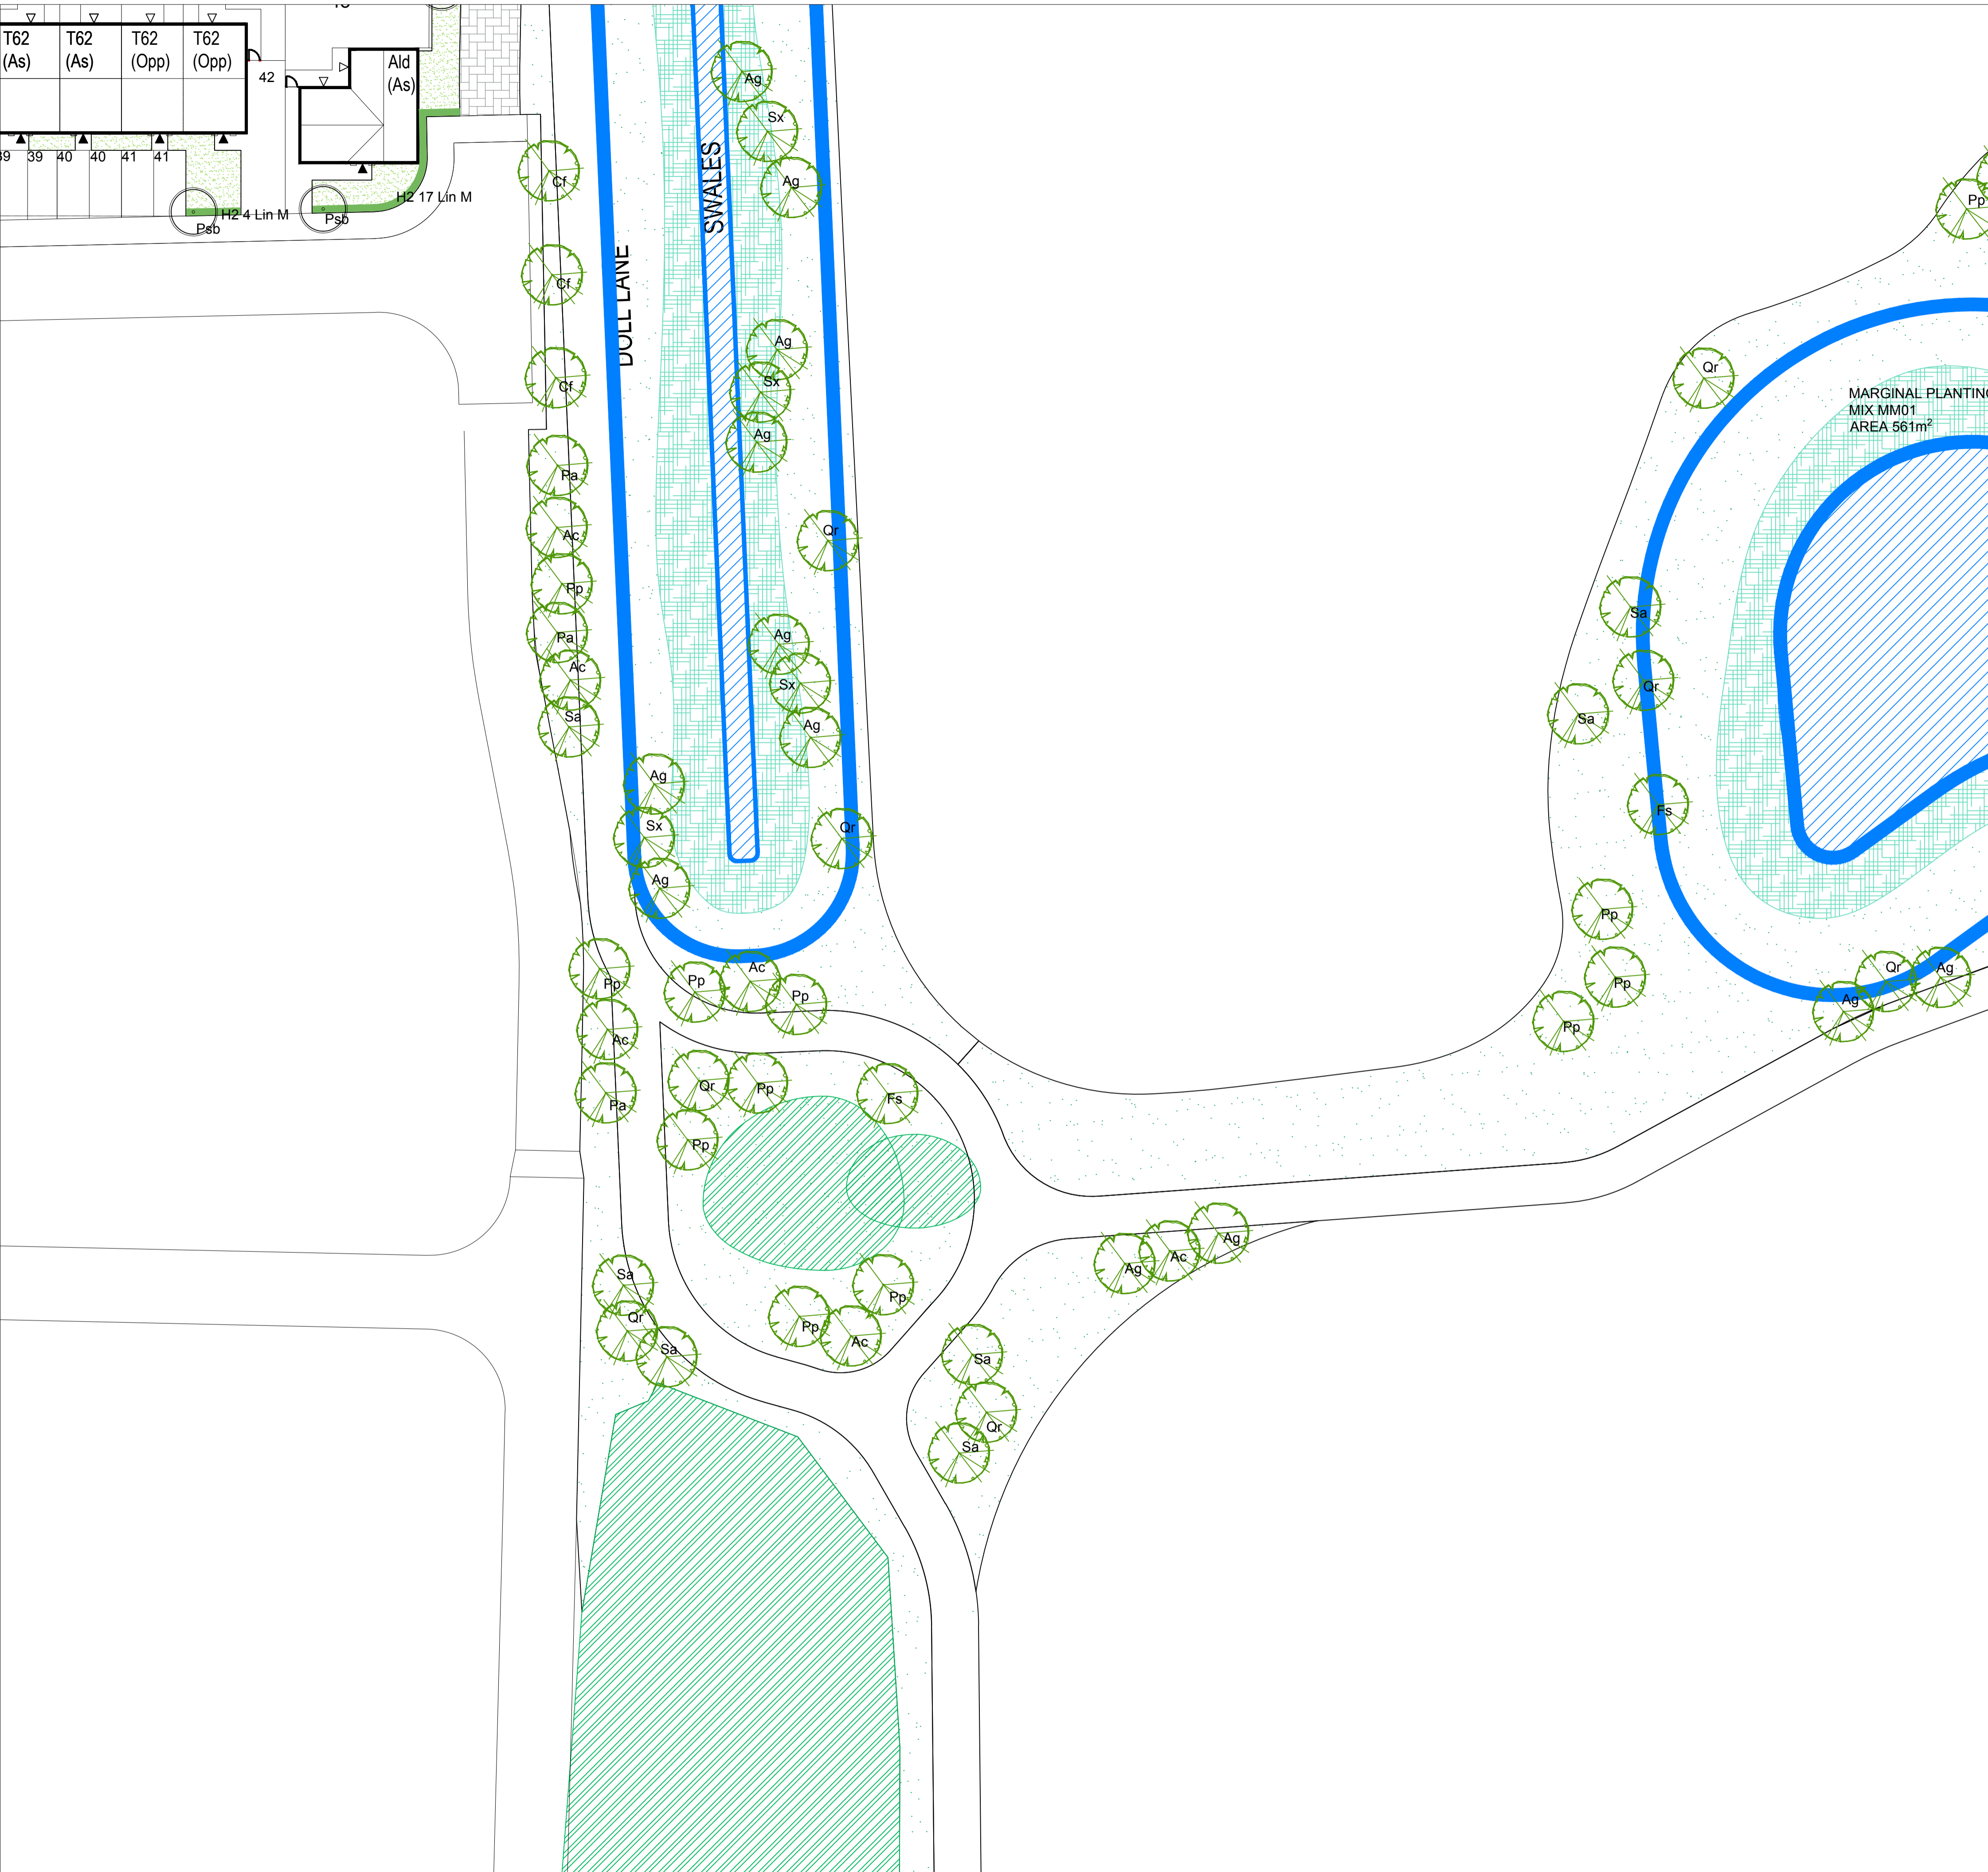 T62
(As)
T62
(As)
T62
(Opp)
T62
(Opp)
42
Ald
(As)
39
40
40
41
41
H2 4 Lin M
Psb
H2 17 Lin M
Psb
DOLL LANE
SWALES
Ag
Sx
Ag
Cf
Cf
Cf
Ag
Sx
Ag
Pa
Ac
Pp
Pa
Ac
Sa
Qr
Ag
Sx
Ag
Ag
Sx
Ag
Qr
Pp
Ac
Pa
Pp
Ac
Pp
Qr
Pp
Fs
Pp
Sa
Qr
Sa
Pp
Ac
Pp
Sa
Qr
Sa
Ag
Ac
Ag
Pp
Qr
MARGINAL PLANTING
MIX MM01
AREA 561m²
Sa
Qr
Sa
Fs
Pp
Pp
Pp
Ag
Qr
Ag